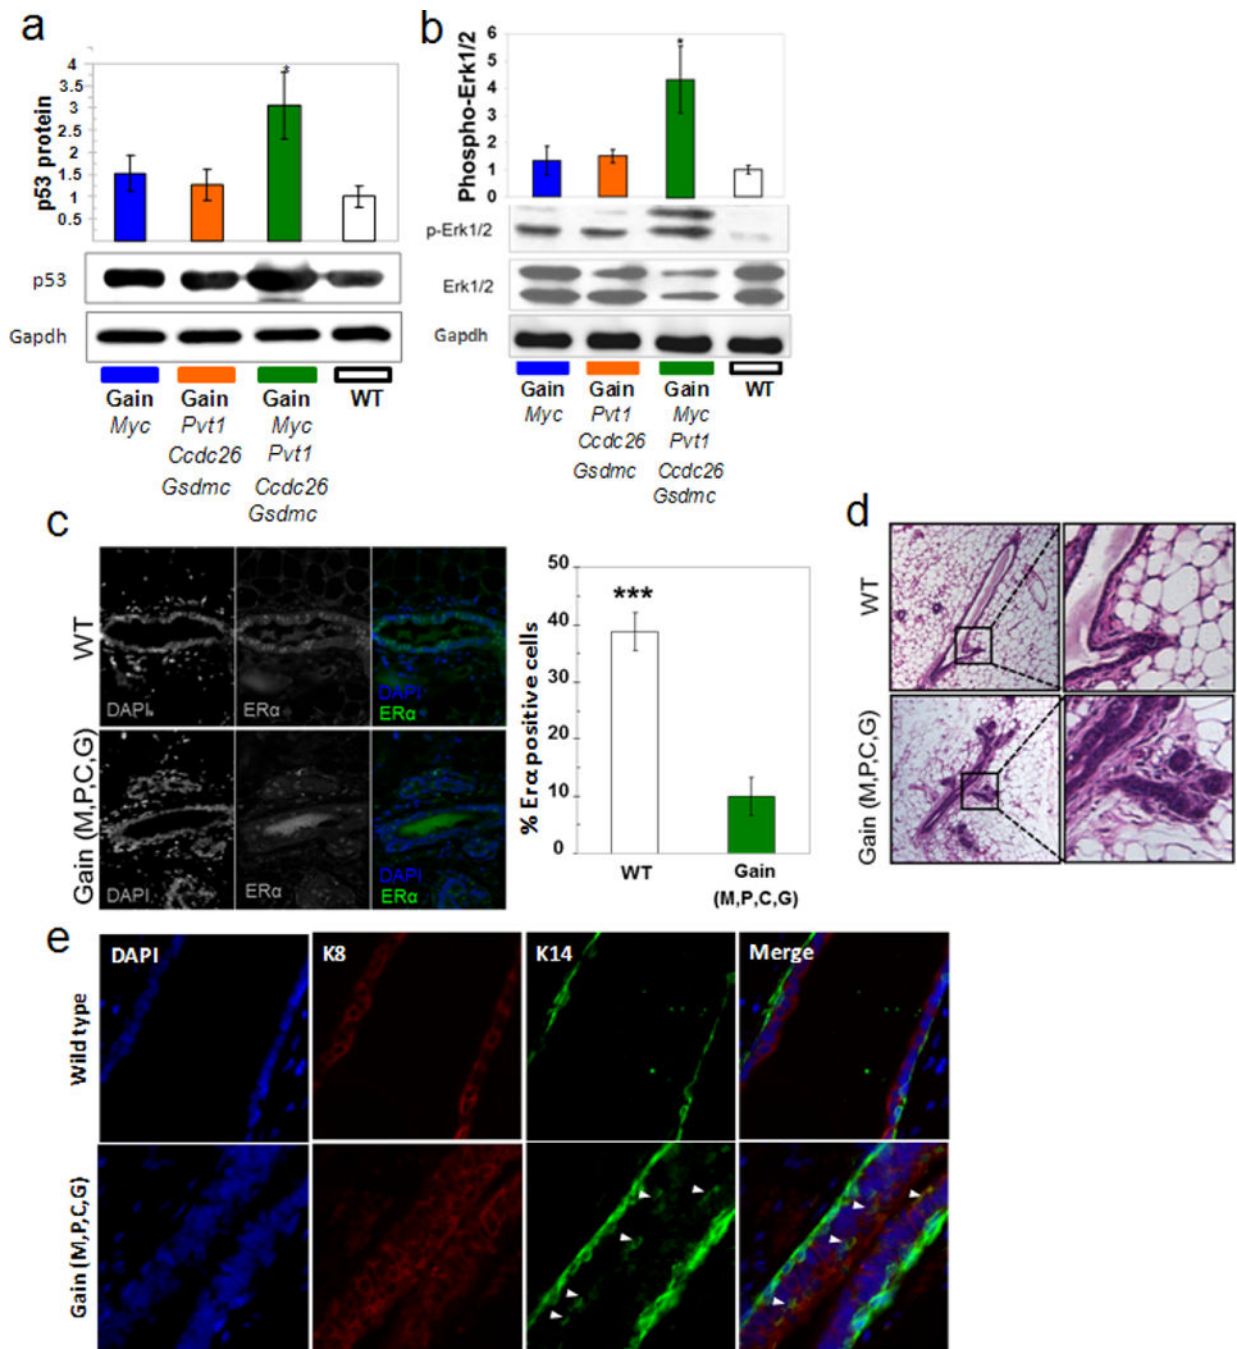 a
4
3.5
3
2.5
2
1.5
1
0.5
p53 protein
*
p53
Gapdh
Gain Gain Gain WT
Myc Pvt1 Myc
Ccdc26 Pvt1
Gsdmc Ccdc26
Gsdmc
b
6
5
4
3
2
1
0
Phospho-Erk1/2
*
p-Erk1/2
Erk1/2
Gapdh
Gain Gain Gain WT
Myc Pvt1 Myc
Ccdc26 Pvt1
Gsdmc Ccdc26
Gsdmc
c
WT
DAPI
ERα
DAPI
ERα
Gain (M,P,C,G)
DAPI
ERα
DAPI
ERα
50
40
30
20
10
0
% Erα positive cells
***
WT Gain
(M,P,C,G)
d
WT
Gain (M,P,C,G)
e
DAPI K8 K14 Merge
Wild type
Gain (M,P,C,G)